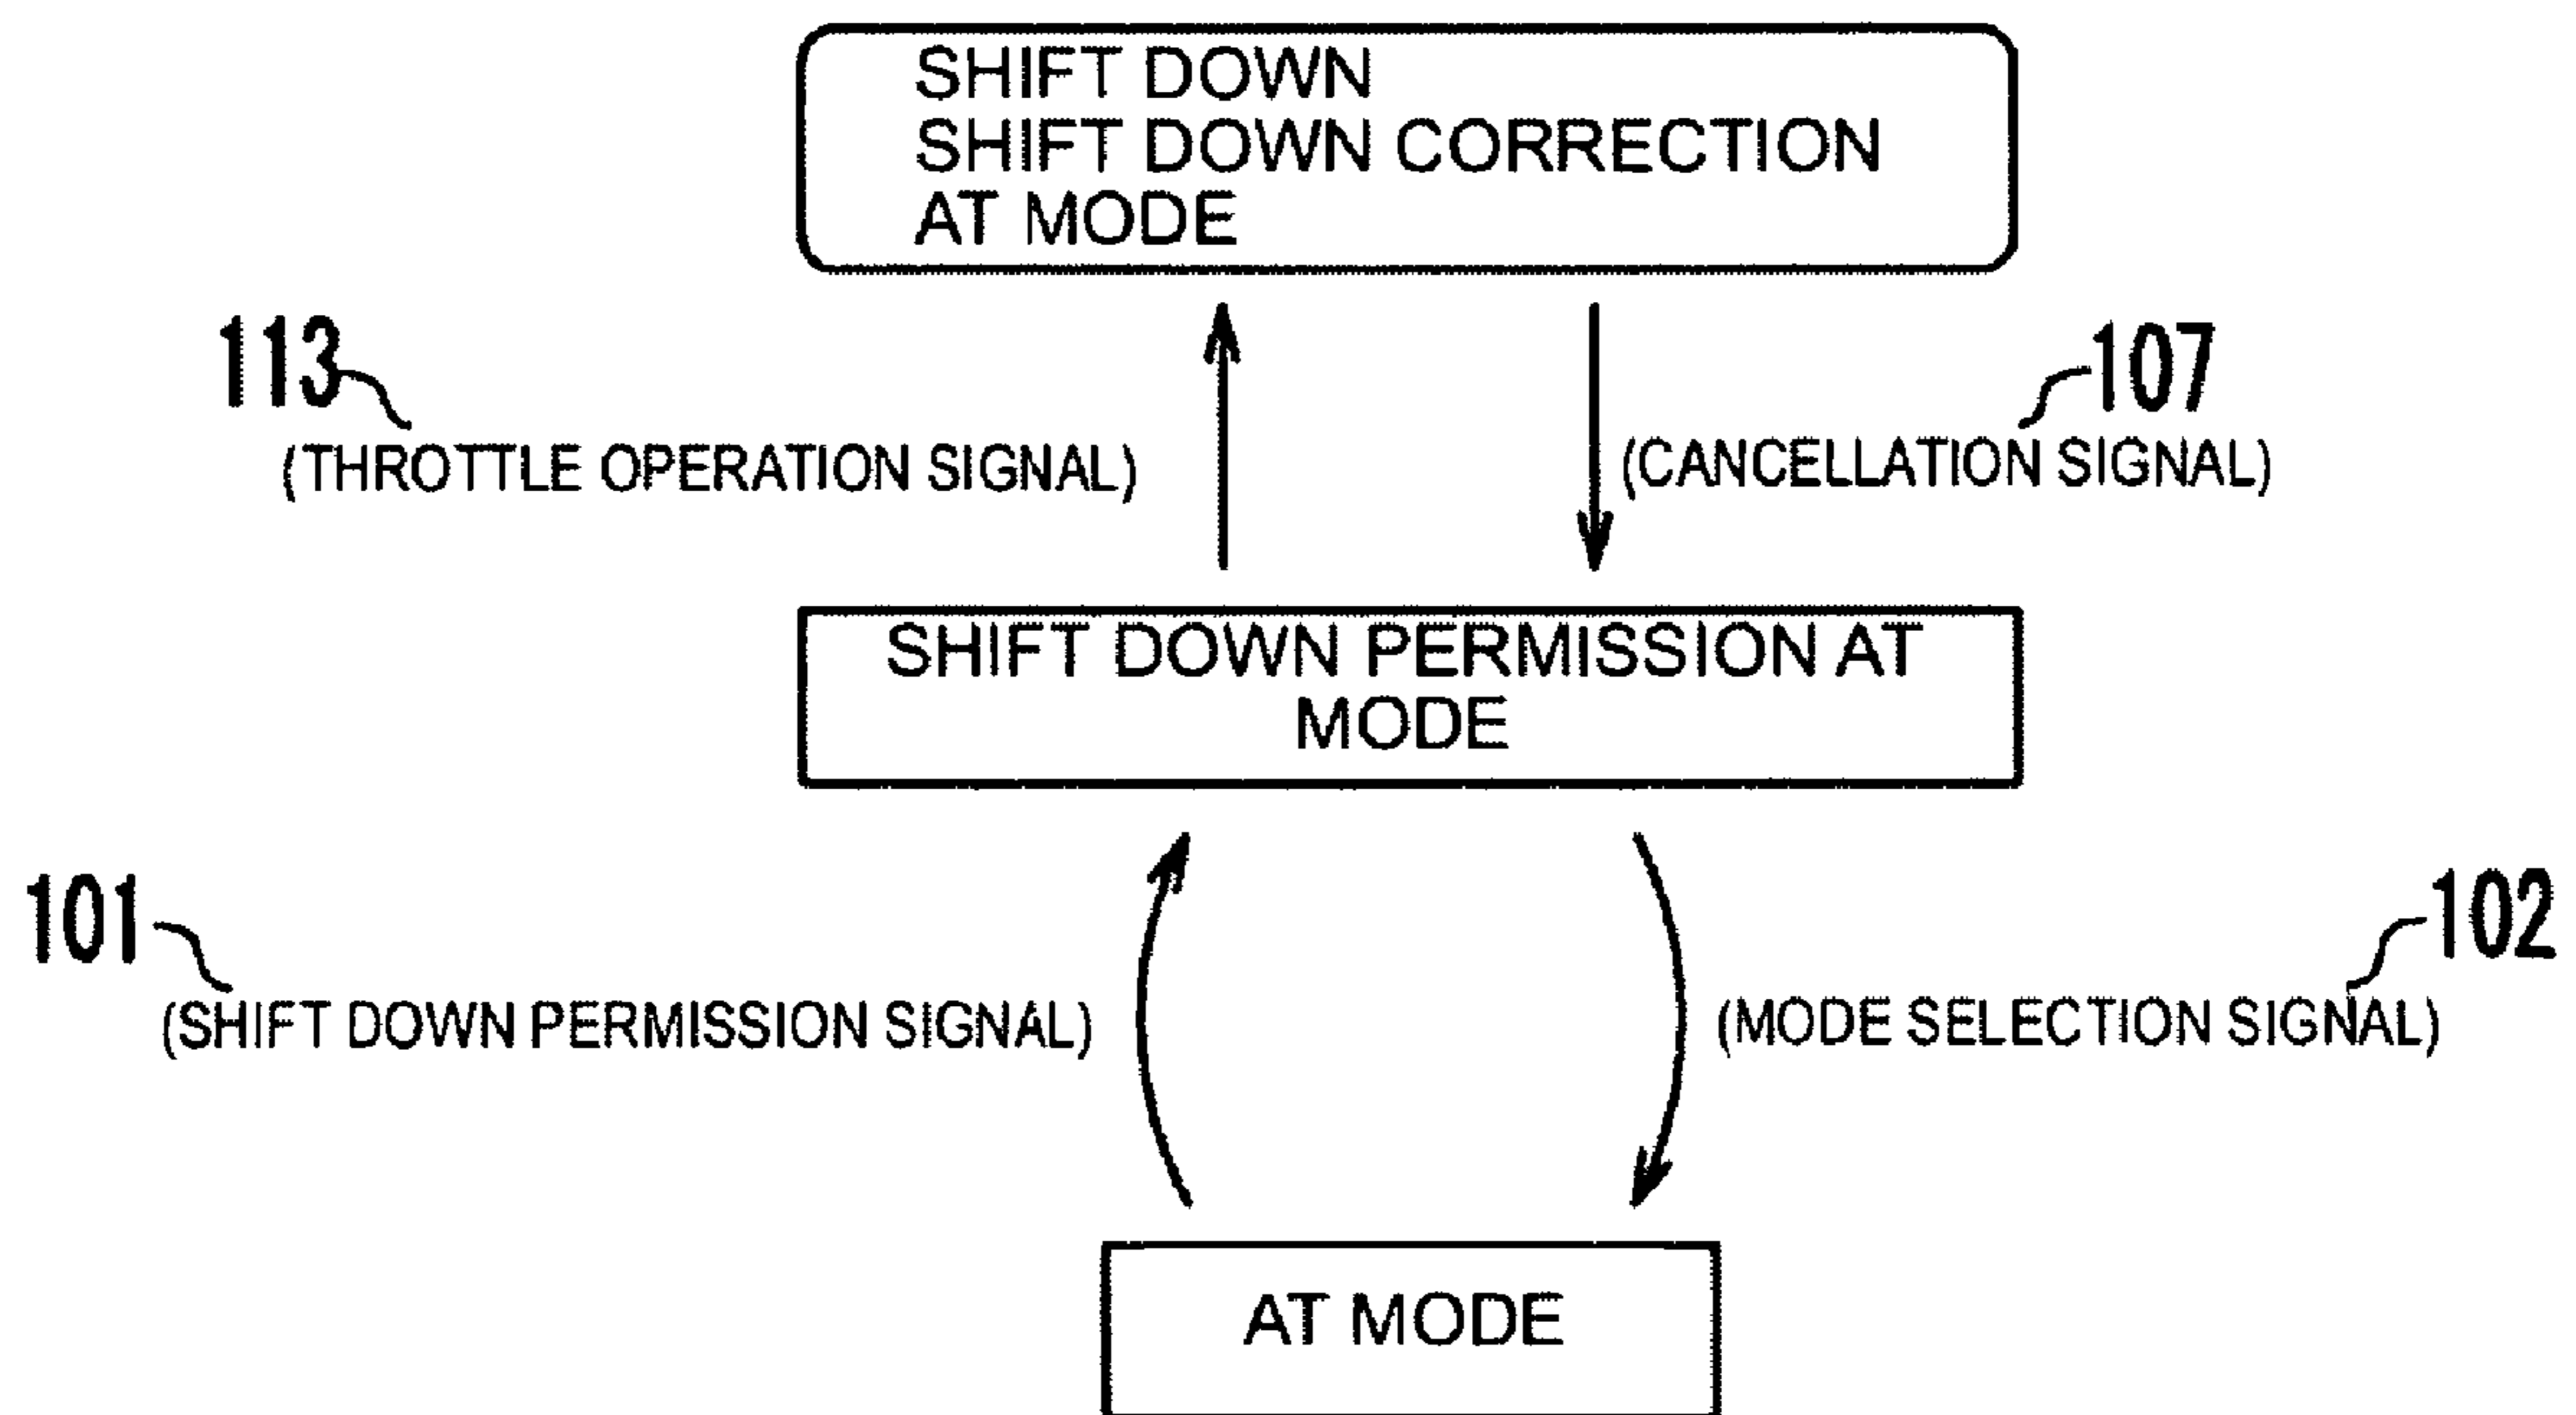 SHIFT DOWN
SHIFT DOWN CORRECTION
AT MODE
113
107
(THROTTLE OPERATION SIGNAL)
(CANCELLATION SIGNAL)
SHIFT DOWN PERMISSION AT
MODE
101
102
(SHIFT DOWN PERMISSION SIGNAL)
(MODE SELECTION SIGNAL)
AT MODE